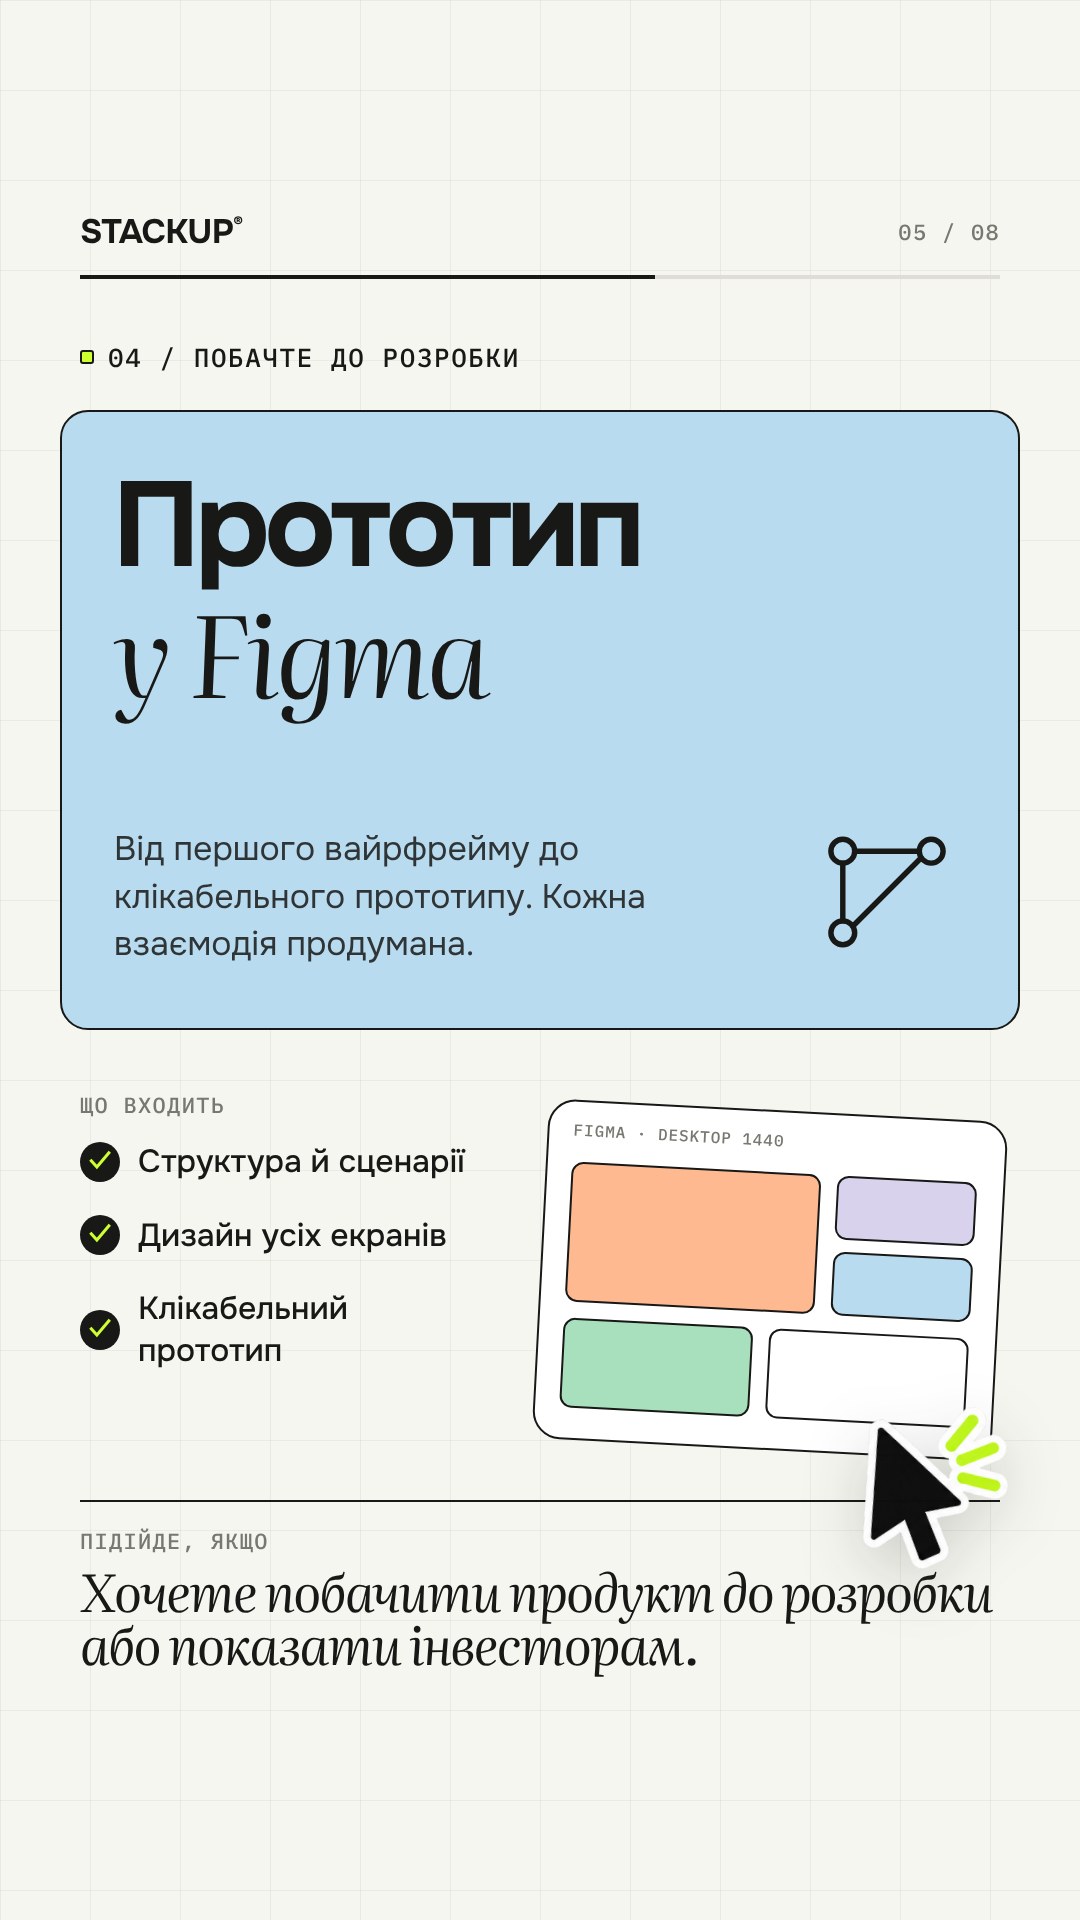 STACKUP®
05 / 08
04 / ПОБАЧТЕ ДО РОЗРОБКИ
Прототип
у Figma
Від першого вайрфрейму до
клікабельного прототипу. Кожна
взаємодія продумана.
ЩО ВХОДИТЬ
Структура й сценарії
Дизайн усіх екранів
Клікабельний
прототип
FIGMA · DESKTOP 1440
ПІДІЙДЕ, ЯКЩО
Хочете побачити продукт до розробки
або показати інвесторам.